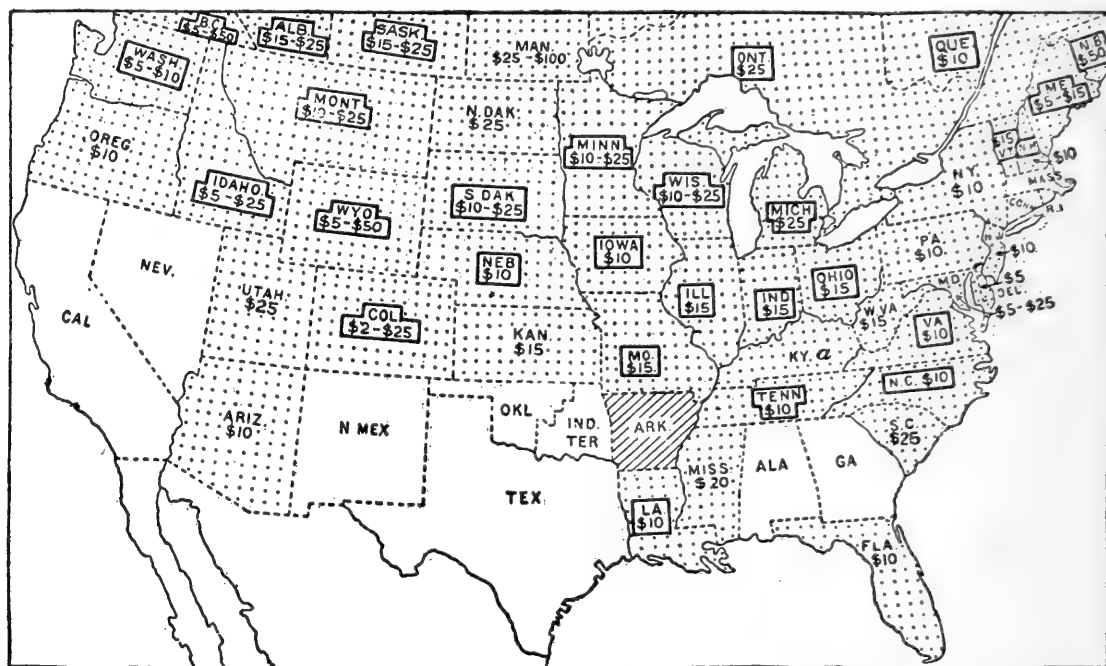 B.C.
$5-$50
ALB.
$15-$25
SASK
$15-$25
MAN.
$25-$100
ONT
$25
QUE
$10
N.B.
$50
WASH.
$5-$10
MONT
$10-$25
N. DAK.
$25
MINN
$10-$25
ME
$5-$15
OREG.
$10
IDAHO.
$5-$25
WYO
$5-$50
S. DAK
$10-$25
WIS.
$10-$25
MICH
$25
N.Y.
$10
$15
$10
MASS.
CONN
R.I.
NEV.
UTAH.
$25
NEB
$10
IOWA
$10
ILL
$15
IND
$15
OHIO
$15
PA.
$10.
$10.
MD.
$5
DEL
$5-$25
CAL
COL
$2-$25
KAN
$15
MO.
$15.
KY. a
W.VA
$15
VA
$10
ARIZ.
$10
N MEX
OKL
IND.
TER
ARK
TENN
$10
N.C. $10
S.C.
$25
TEX.
LA
$10
MISS.
$20
ALA
GA
FLA.
$10